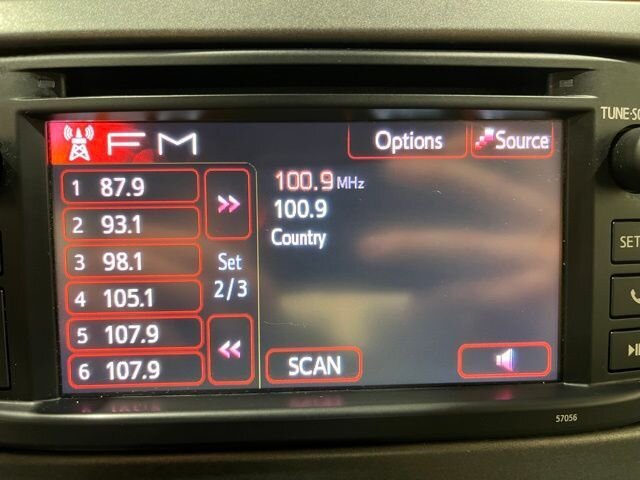 FM
Options
Source
TUNE·SC
1 87.9
2 93.1
3 98.1
4 105.1
5 107.9
6 107.9
Set
2/3
100.9 MHz
100.9
Country
SCAN
SET
57056